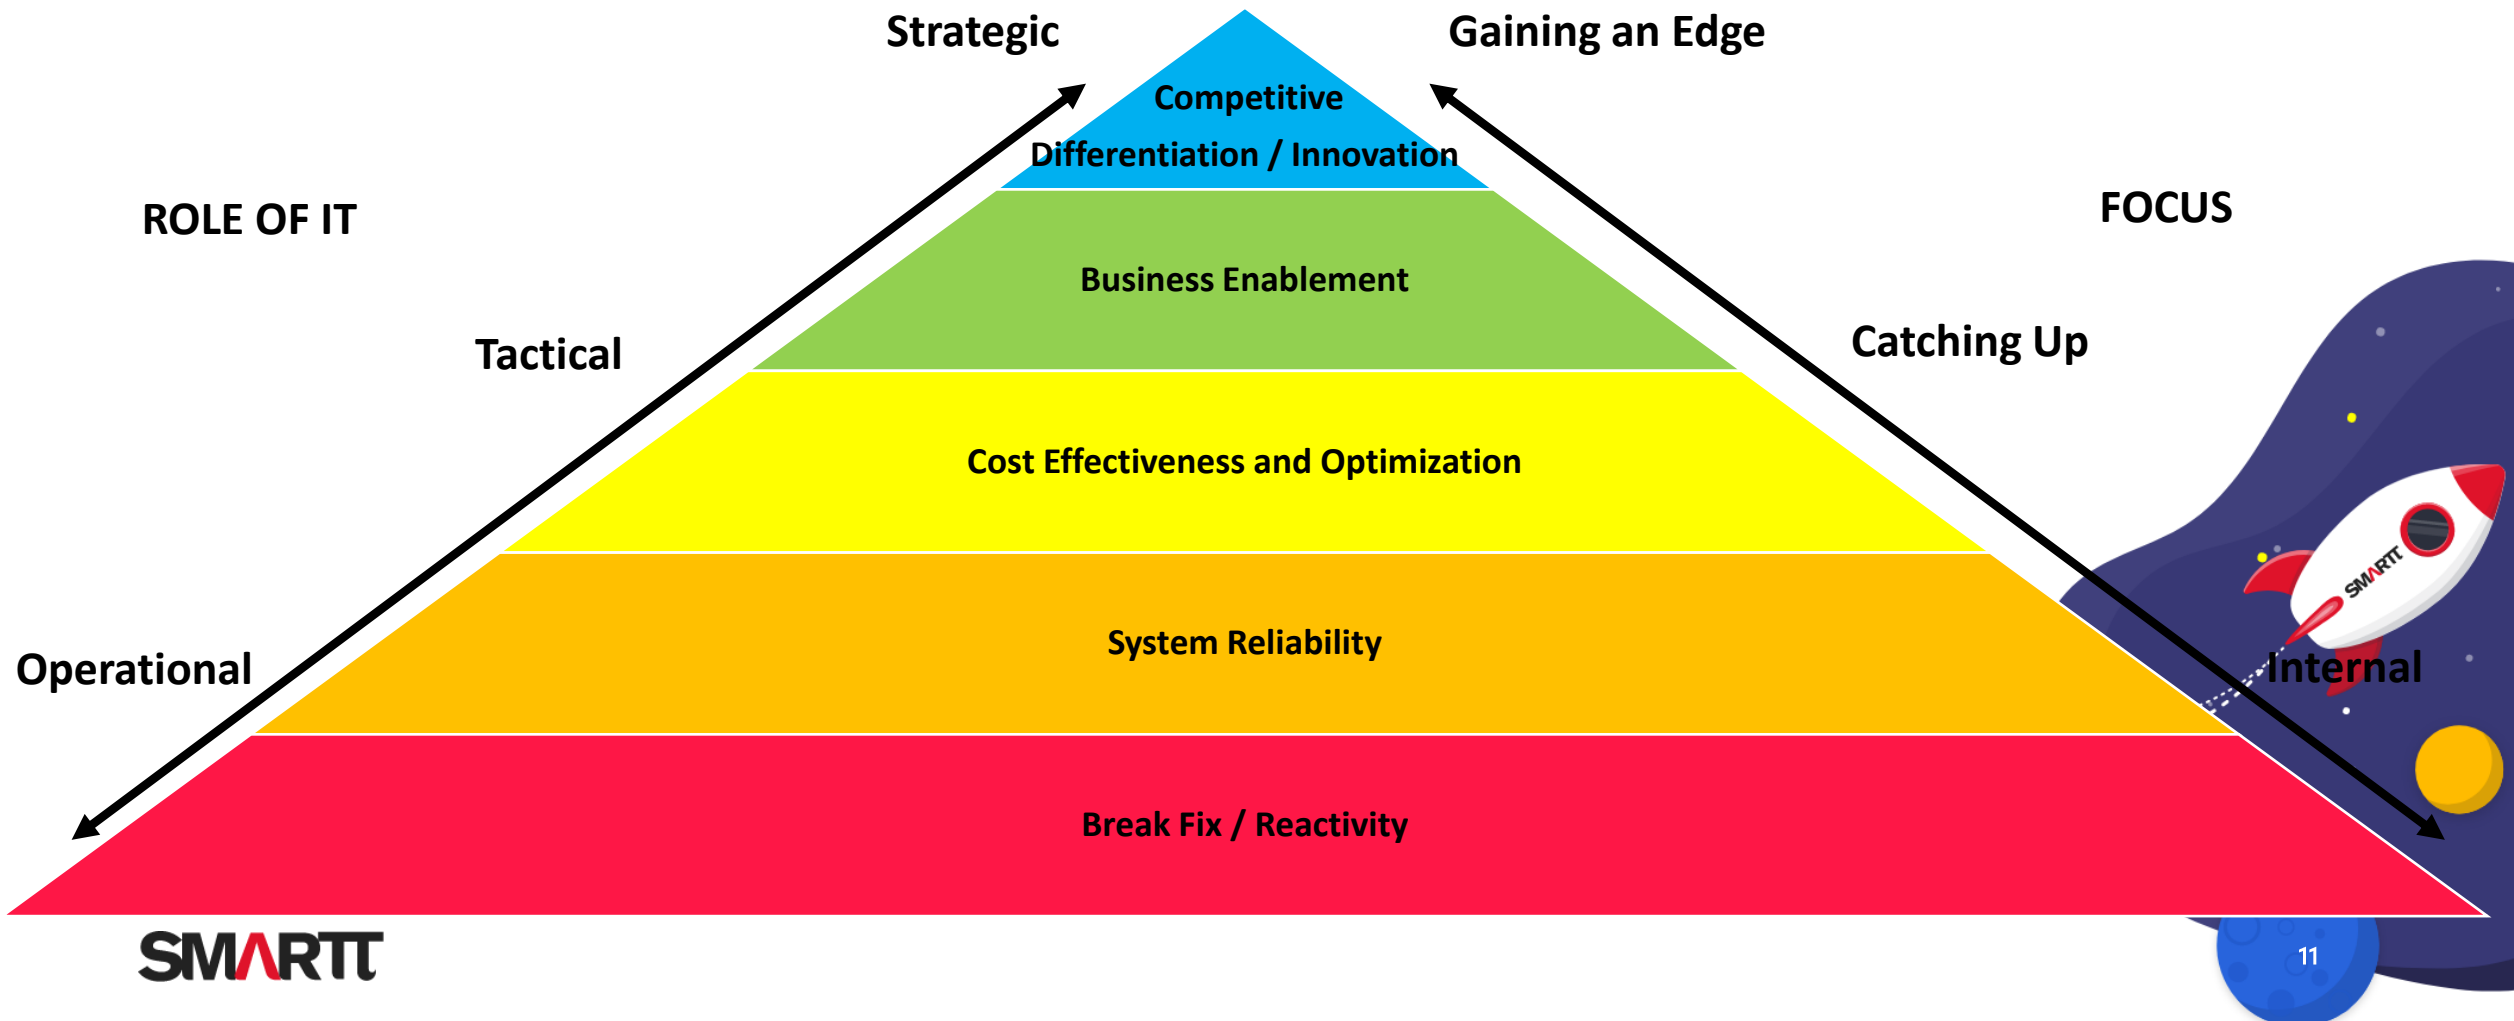 Strategic
Gaining an Edge
Competitive
Differentiation / Innovation
ROLE OF IT
FOCUS
Business Enablement
Tactical
Catching Up
Cost Effectiveness and Optimization
SMARTT
System Reliability
Operational
Internal
Break Fix / Reactivity
SMARTT
11